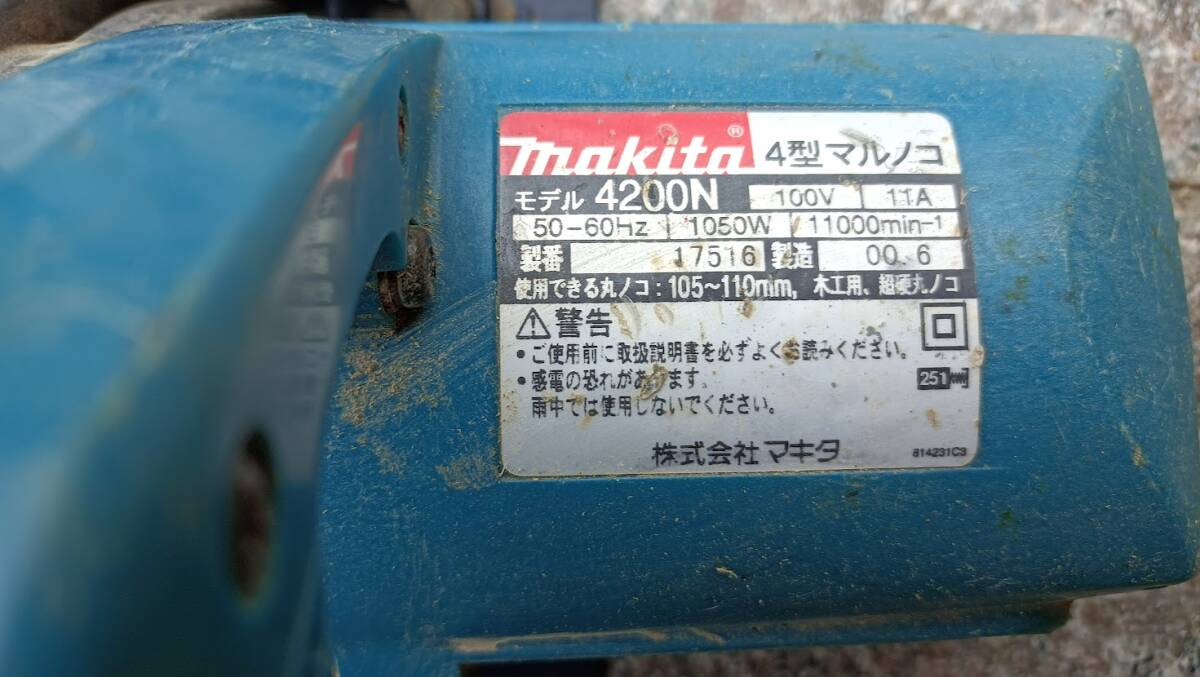 makita® 4型マルノコ
モデル 4200N 100V 11A
50-60Hz 1050W 11000min-1
製番 17516 製造 00.6
使用できる丸ノコ:105~110mm, 木工用、超硬丸ノコ
警告
・ご使用前に取扱説明書を必ずよくお読みください。
・感電の恐れがあります。
雨中では使用しないでください。
251
株式会社マキタ
814231C3